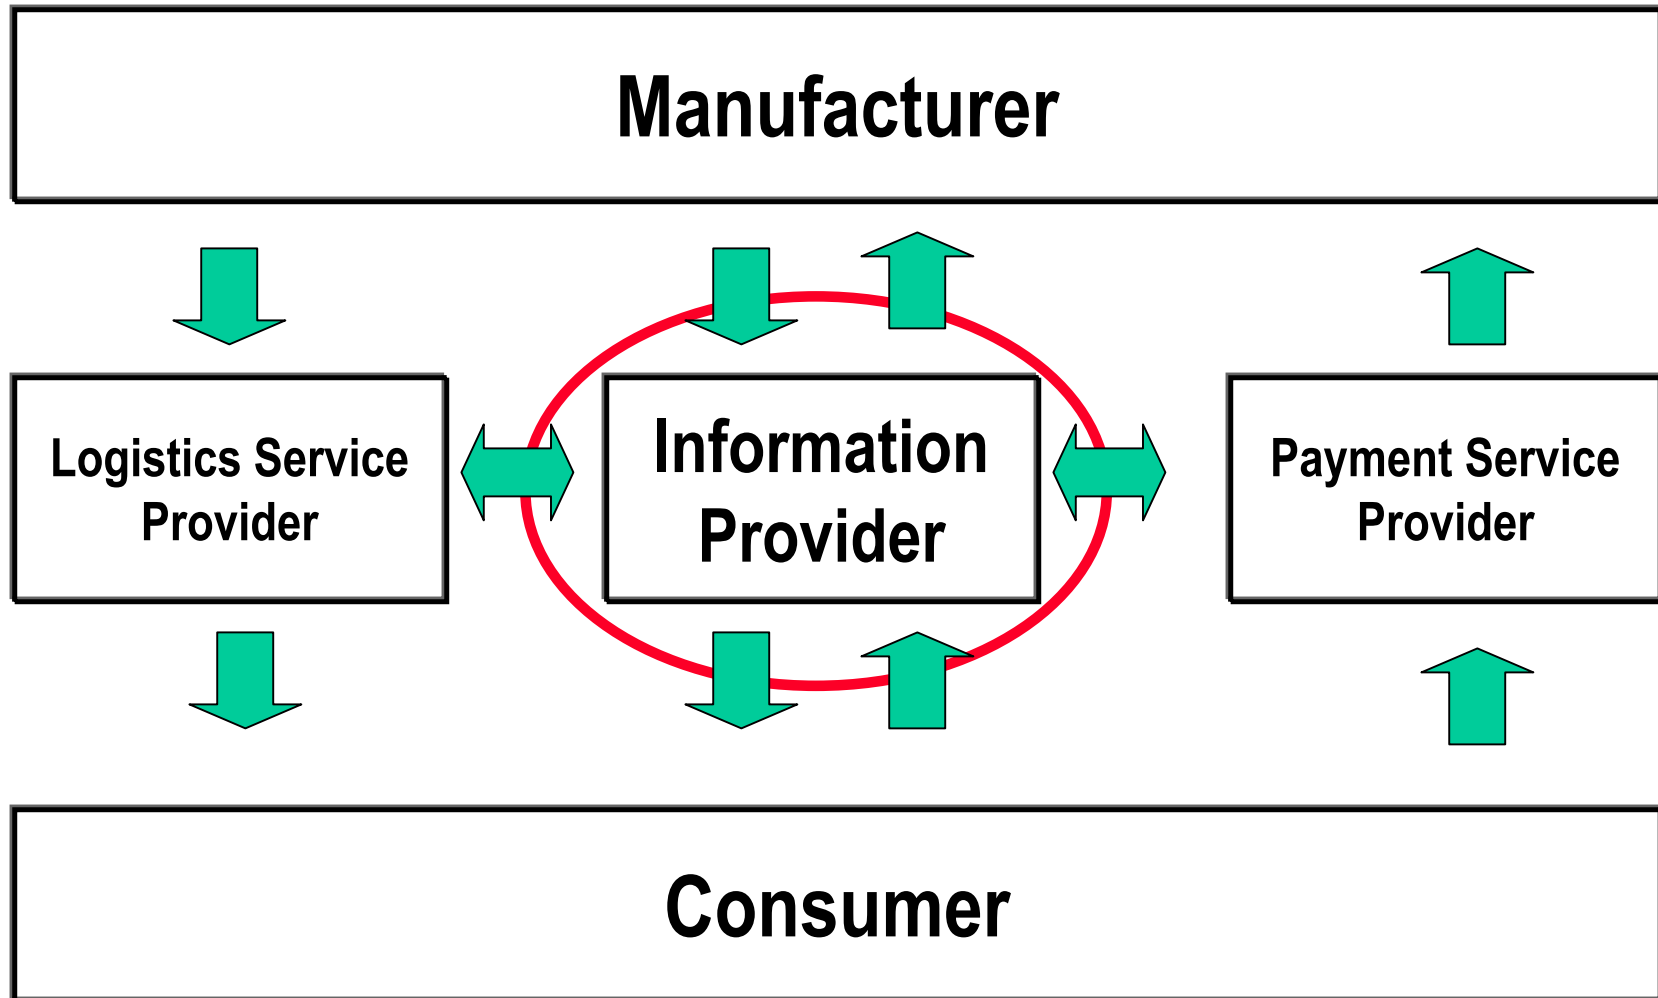 Manufacturer
Logistics Service
Provider
Information
Provider
Payment Service
Provider
Consumer